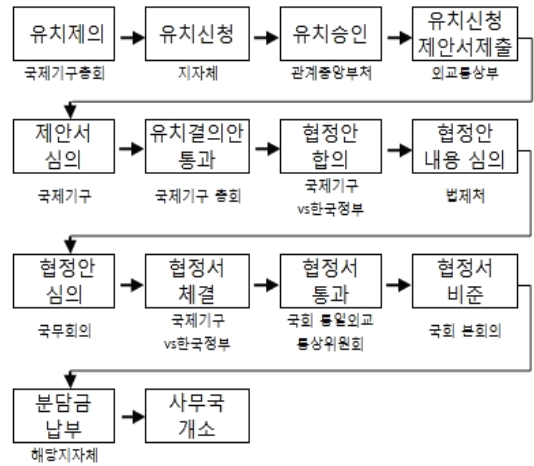 유치제의
국제기구총회
유치신청
지자체
유치승인
관계중앙부처
유치신청
제안서제출
외교통상부
제안서
심의
국제기구
유치결의안
통과
국제기구 총회
협정안
합의
국제기구
vs한국정부
협정안
내용 심의
법제처
협정안
심의
국무회의
협정서
체결
국제기구
vs한국정부
협정서
통과
국회 통일외교
통상위원회
협정서
비준
국회 본회의
분담금
납부
해당지자체
사무국
개소